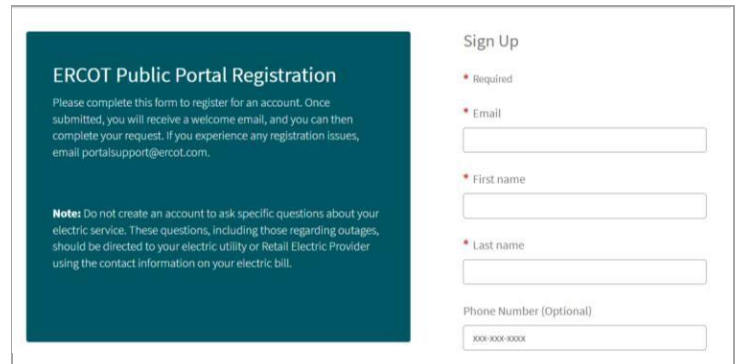 ERCOT Public Portal Registration
Please complete this form to register for an account. Once
submitted, you will receive a welcome email, and you can then
complete your request. If you experience any registration issues,
email portalsupport@ercot.com.
Note: Do not create an account to ask specific questions about your
electric service. These questions, including those regarding outages,
should be directed to your electric utility or Retail Electric Provider
using the contact information on your electric bill.
Sign Up
* Required
* Email
* First name
* Last name
Phone Number (Optional)
xxx-xxx-xxxx